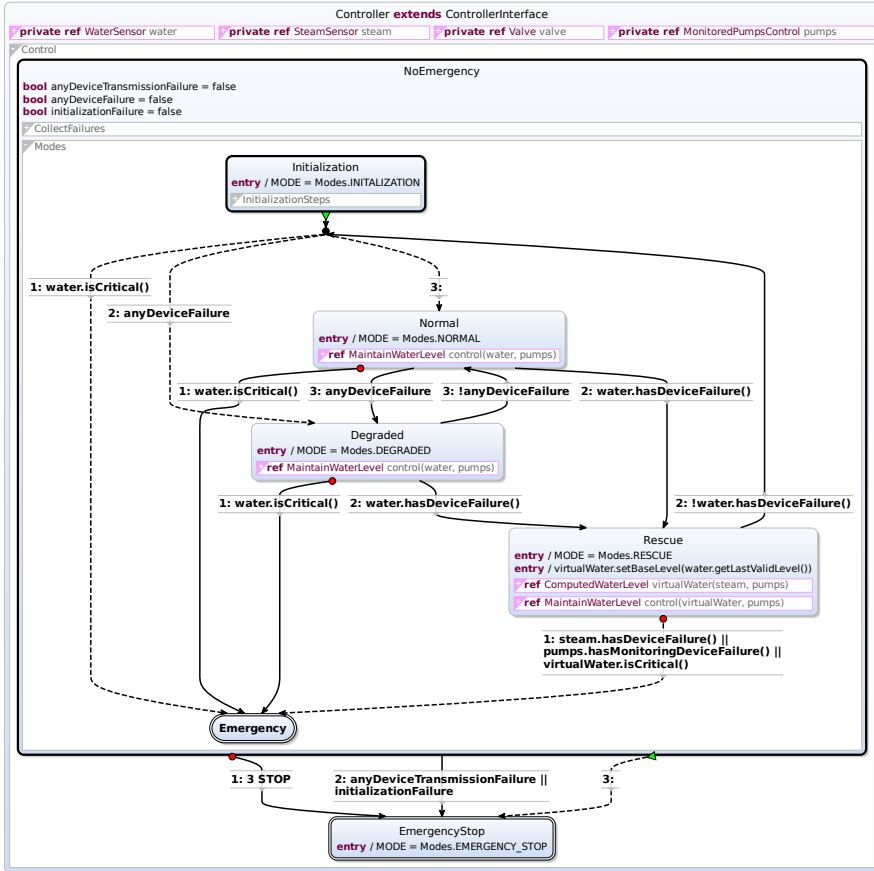 Controller extends ControllerInterface
private ref WaterSensor water
private ref SteamSensor steam
private ref Valve valve
private ref MonitoredPumpsControl pumps
Control
NoEmergency
bool anyDeviceTransmissionFailure = false
bool anyDeviceFailure = false
bool initializationFailure = false
CollectFailures
Modes
Initialization
entry / MODE = Modes.INITALIZATION
InitializationSteps
1: water.isCritical()
2: anyDeviceFailure
3:
Normal
entry / MODE = Modes.NORMAL
ref MaintainWaterLevel control(water, pumps)
1: water.isCritical()
3: anyDeviceFailure
3: !anyDeviceFailure
2: water.hasDeviceFailure()
Degraded
entry / MODE = Modes.DEGRADED
ref MaintainWaterLevel control(water, pumps)
1: water.isCritical()
2: water.hasDeviceFailure()
2: !water.hasDeviceFailure()
Rescue
entry / MODE = Modes.RESCUE
entry / virtualWater.setBaseLevel(water.getLastValidLevel())
ref ComputedWaterLevel virtualWater(steam, pumps)
ref MaintainWaterLevel control(virtualWater, pumps)
1: steam.hasDeviceFailure() ||
pumps.hasMonitoringDeviceFailure() ||
virtualWater.isCritical()
Emergency
1: 3 STOP
2: anyDeviceTransmissionFailure ||
initializationFailure
3:
EmergencyStop
entry / MODE = Modes.EMERGENCY_STOP